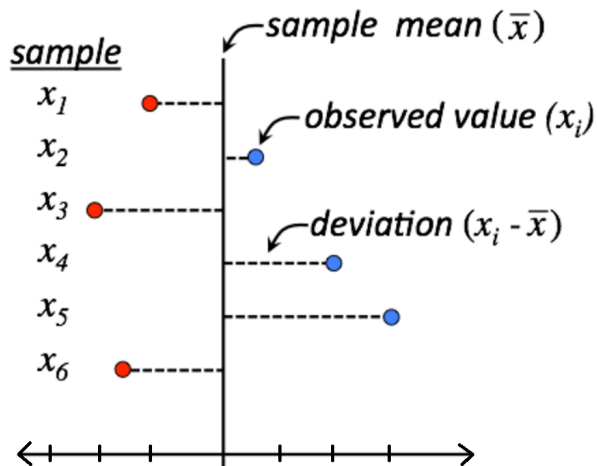 sample mean (x̄)
sample
x₁
observed value (xᵢ)
x₂
x₃
deviation (xᵢ - x̄)
x₄
x₅
x₆